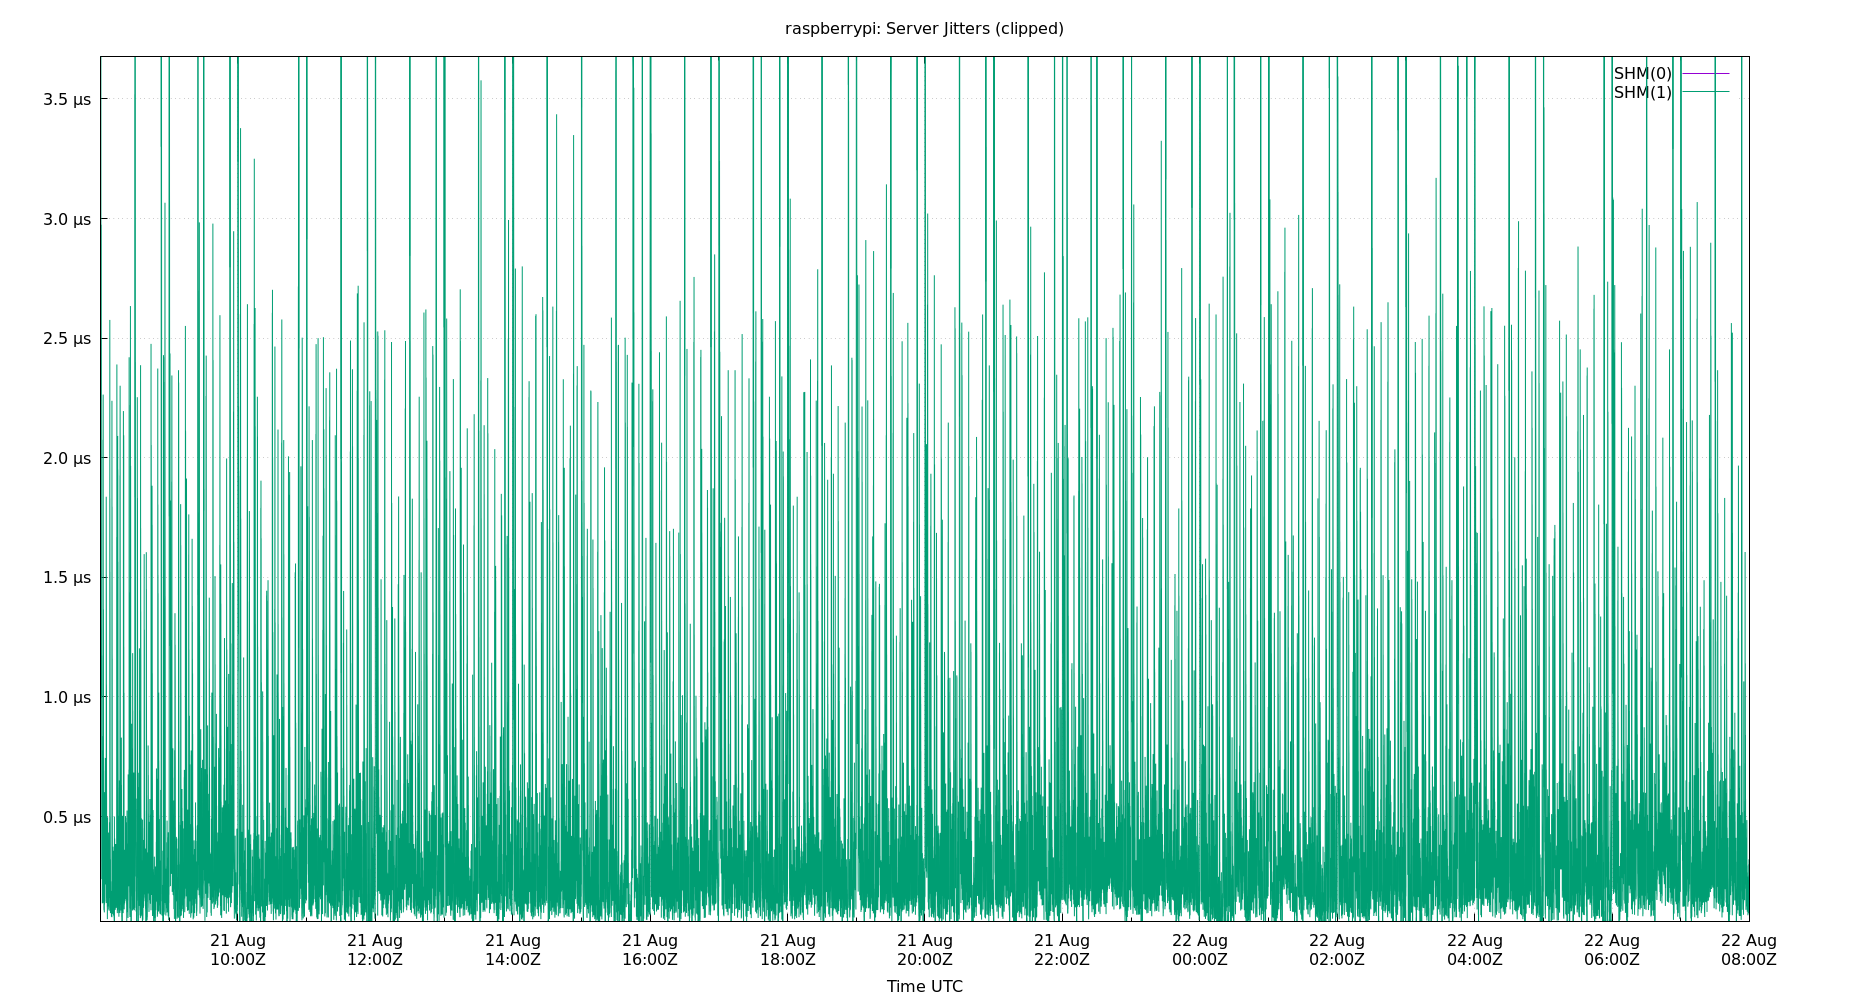 raspberrypi: Server Jitters (clipped)
SHM(0)
SHM(1)
3.5 μs
3.0 μs
2.5 μs
2.0 μs
1.5 μs
1.0 μs
0.5 μs
21 Aug 21 Aug 21 Aug 21 Aug 21 Aug 21 Aug 21 Aug 22 Aug 22 Aug 22 Aug 22 Aug 22 Aug
10:00Z 12:00Z 14:00Z 16:00Z 18:00Z 20:00Z 22:00Z 00:00Z 02:00Z 04:00Z 06:00Z 08:00Z
Time UTC